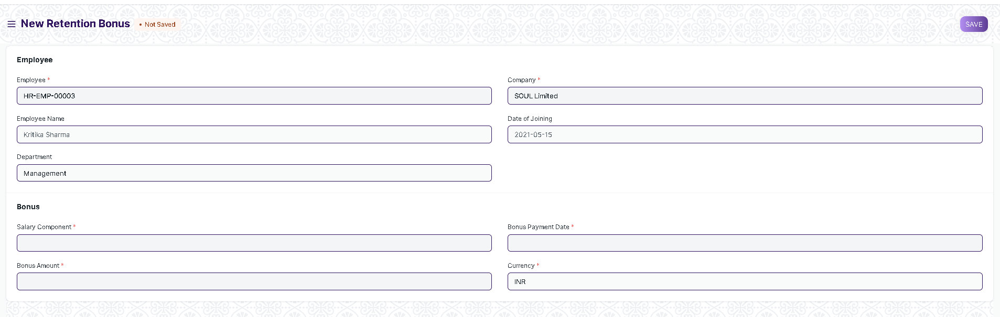 New Retention Bonus • Not Saved
SAVE
Employee
Employee *
Company *
HR-EMP-00003
SOUL Limited
Employee Name
Date of Joining
Kritika Sharma
2021-05-15
Department
Management
Bonus
Salary Component *
Bonus Payment Date *
Bonus Amount *
Currency *
INR